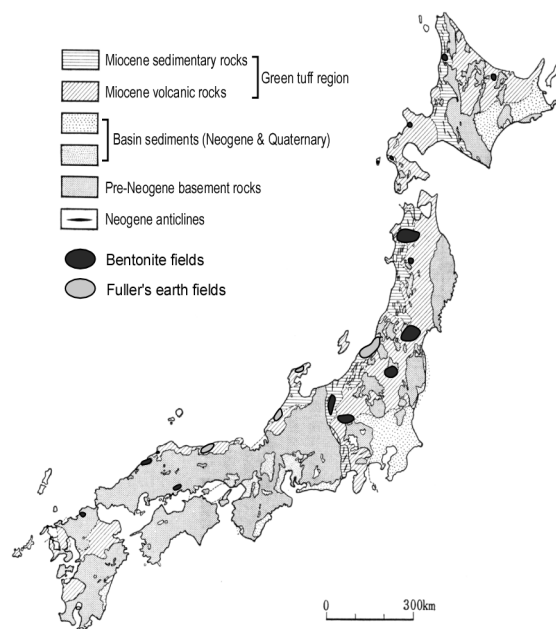 Miocene sedimentary rocks
Miocene volcanic rocks
Green tuff region
Basin sediments (Neogene & Quaternary)
Pre-Neogene basement rocks
Neogene anticlines
Bentonite fields
Fuller's earth fields
0 300km